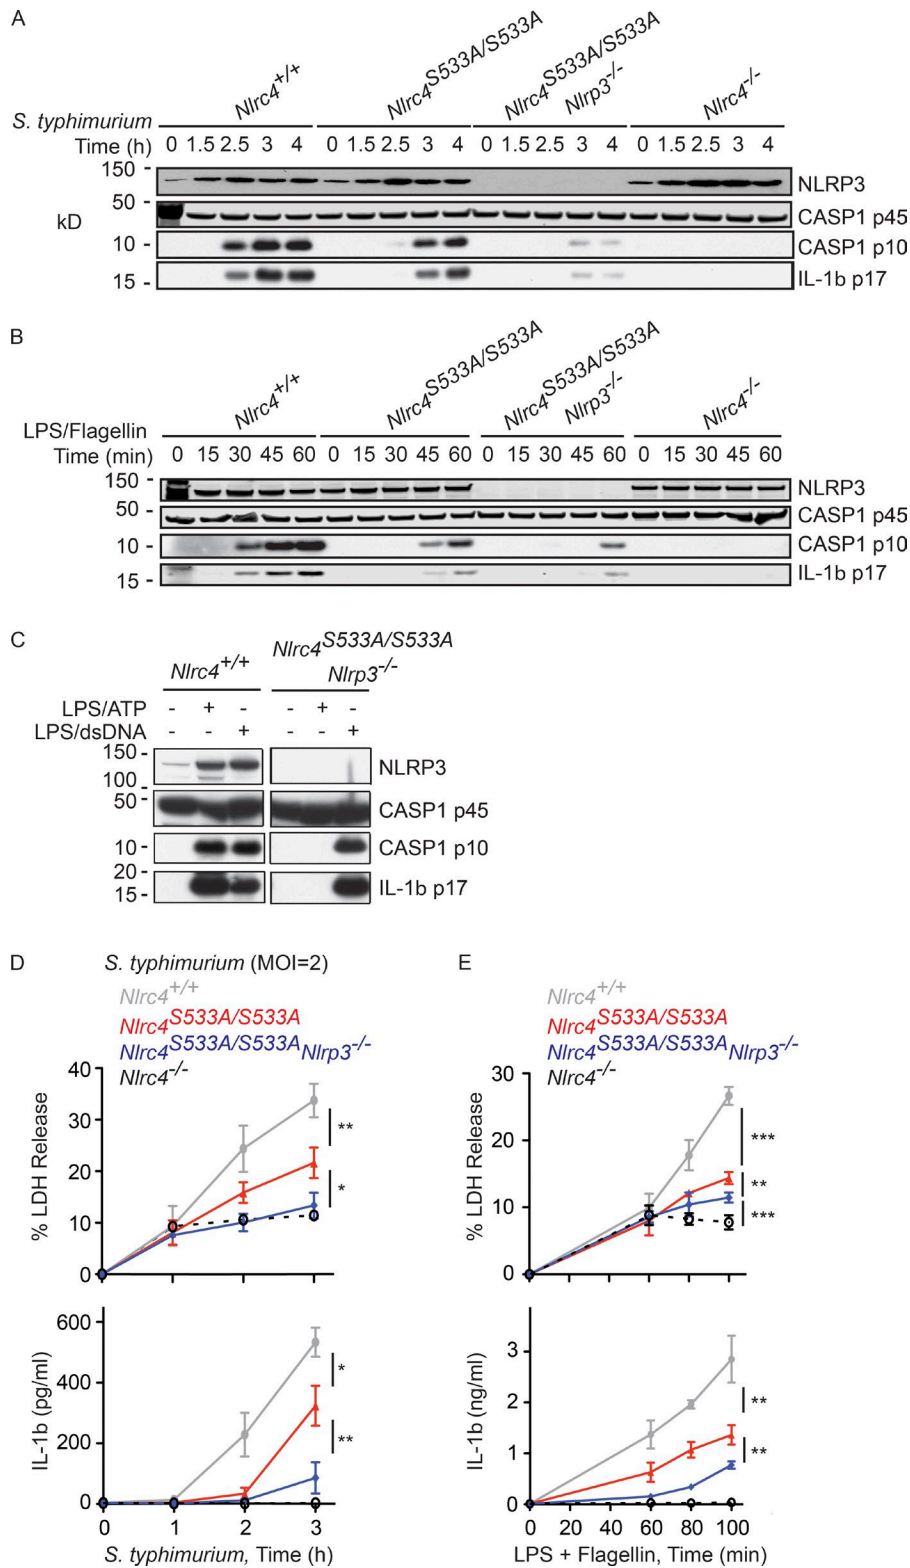 A
Nlrc4+/+ Nlrc4S533A/S533A Nlrc4S533A/S533A Nlrp3-/- Nlrc4-/-
S. typhimurium
Time (h) 0 1.5 2.5 3 4 0 1.5 2.5 3 4 0 1.5 2.5 3 4 0 1.5 2.5 3 4
150 - NLRP3
50 - CASP1 p45
kD
10 - CASP1 p10
15 - IL-1b p17
B
Nlrc4+/+ Nlrc4S533A/S533A Nlrc4S533A/S533A Nlrp3-/- Nlrc4-/-
LPS/Flagellin
Time (min) 0 15 30 45 60 0 15 30 45 60 0 15 30 45 60 0 15 30 45 60
150 - NLRP3
50 - CASP1 p45
10 - CASP1 p10
15 - IL-1b p17
C
Nlrc4+/+ Nlrc4S533A/S533A Nlrp3-/-
LPS/ATP - + - - + -
LPS/dsDNA - - + - - +
150 - NLRP3
100 -
50 - CASP1 p45
10 - CASP1 p10
20 -
15 - IL-1b p17
D S. typhimurium (MOI=2)
Nlrc4+/+
Nlrc4S533A/S533A
Nlrc4S533A/S533A Nlrp3-/-
Nlrc4-/-
% LDH Release
40
30
20
10
0
**
*
IL-1b (pg/ml)
600
400
200
0
*
**
0 1 2 3
S. typhimurium, Time (h)
E
Nlrc4+/+
Nlrc4S533A/S533A
Nlrc4S533A/S533A Nlrp3-/-
Nlrc4-/-
% LDH Release
30
20
10
0
***
**
***
IL-1b (ng/ml)
3
2
1
0
**
**
0 20 40 60 80 100
LPS + Flagellin, Time (min)